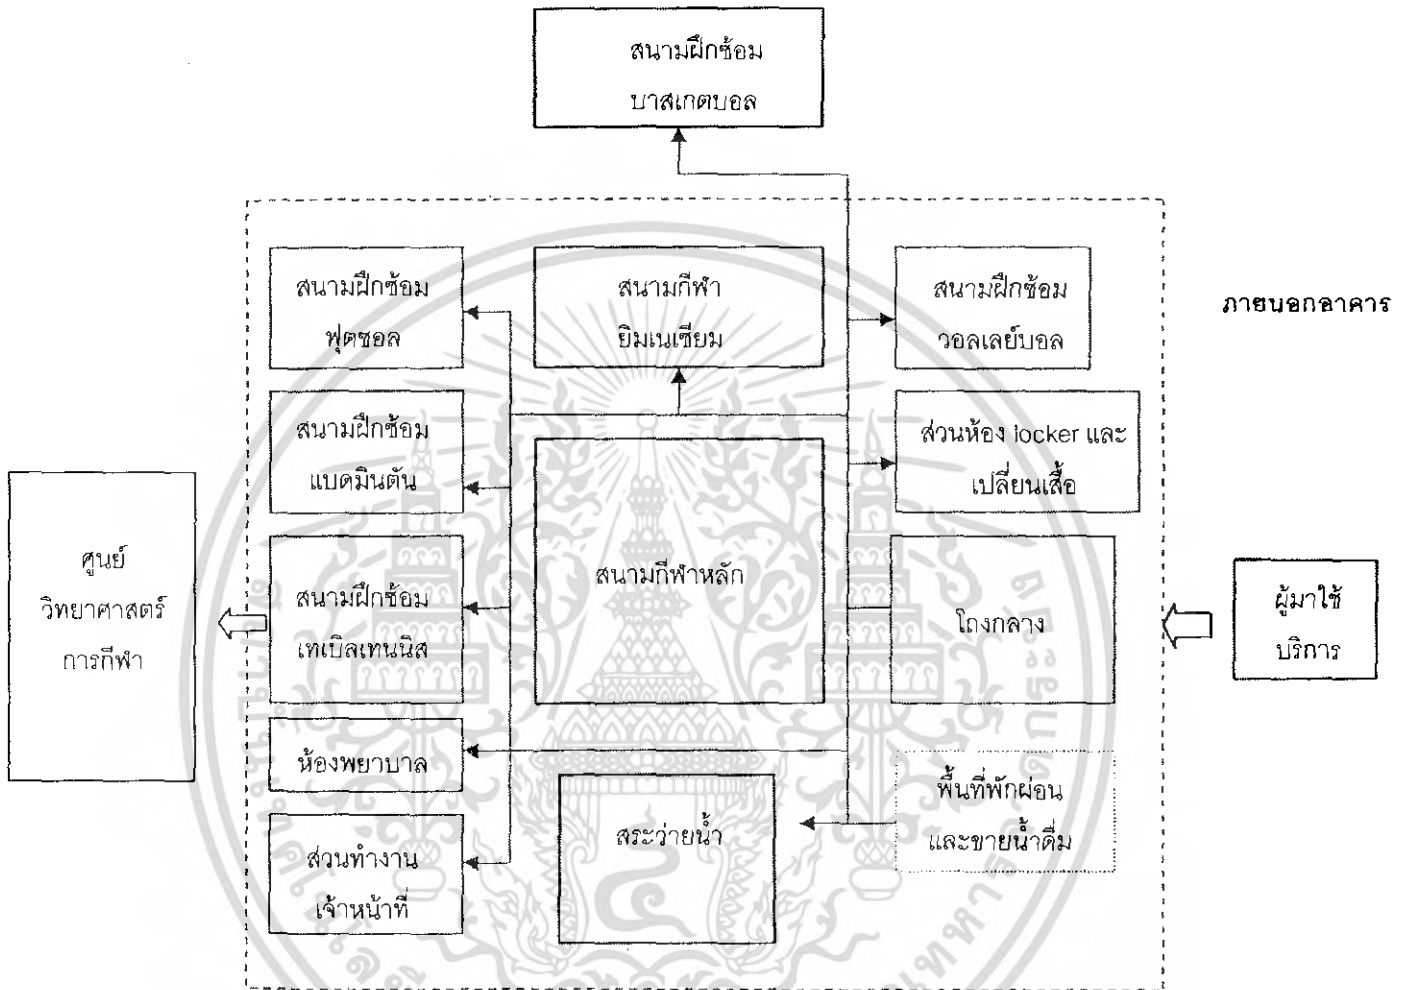 สนามฝึกซ้อม
บาสเกตบอล
สนามฝึกซ้อม
ฟุตซอล
สนามกีฬา
ยิมเนเซียม
สนามฝึกซ้อม
วอลเลย์บอล
ภายนอกอาคาร
สนามฝึกซ้อม
แบดมินตัน
ส่วนห้อง locker และ
เปลี่ยนเสื้อ
ศูนย์
วิทยาศาสตร์
การกีฬา
สนามฝึกซ้อม
เทเบิลเทนนิส
สนามกีฬาหลัก
โถงกลาง
ผู้มาใช้
บริการ
ห้องพยาบาล
สระว่ายน้ำ
พื้นที่พักผ่อน
และขายน้ำดื่ม
ส่วนทำงาน
เจ้าหน้าที่